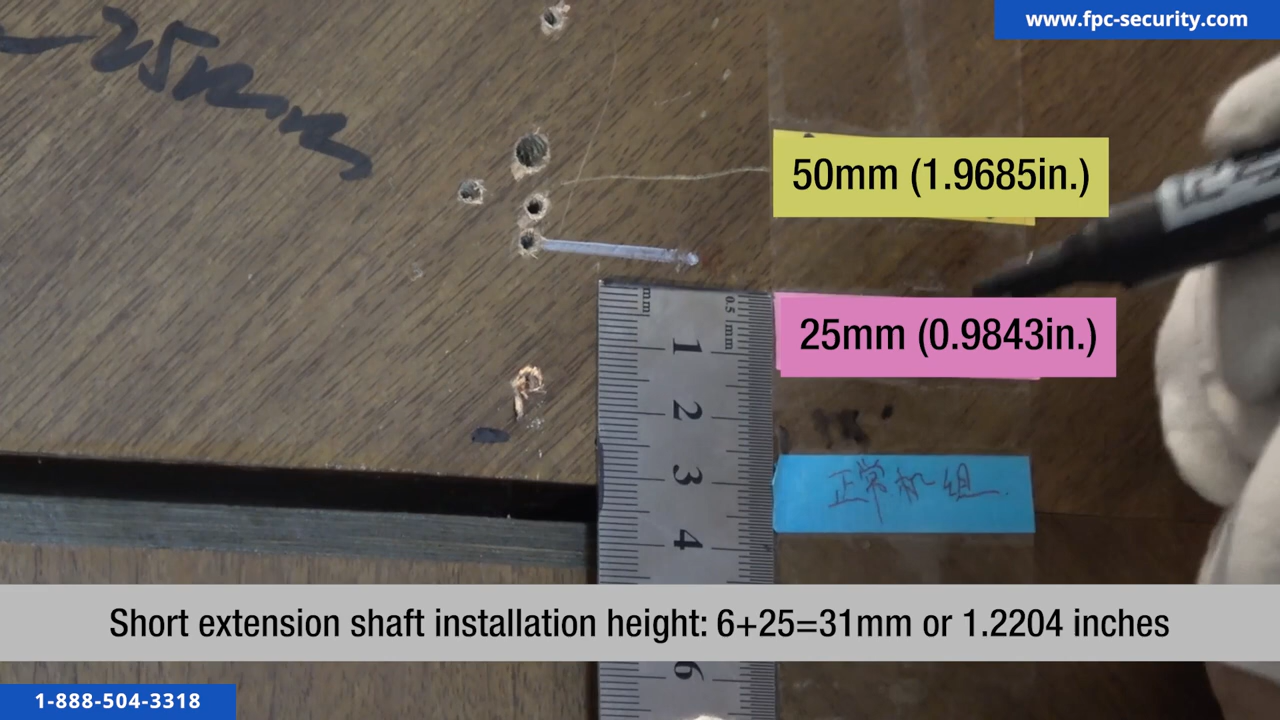 www.fpc-security.com
25mm
50mm (1.9685in.)
mm
0.5 mm
25mm (0.9843in.)
1
2
3
正常机组
4
Short extension shaft installation height: 6+25=31mm or 1.2204 inches
6
1-888-504-3318